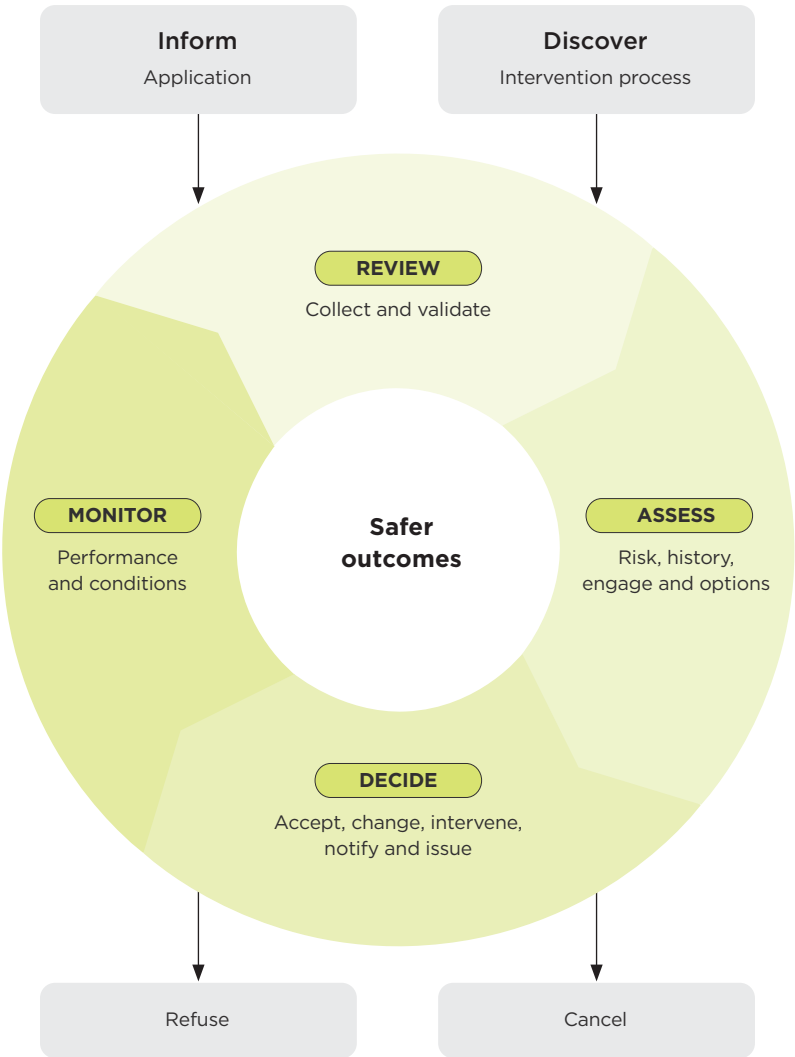 Inform
Application
Discover
Intervention process
REVIEW
Collect and validate
MONITOR
Performance
and conditions
Safer
outcomes
ASSESS
Risk, history,
engage and options
DECIDE
Accept, change, intervene,
notify and issue
Refuse
Cancel